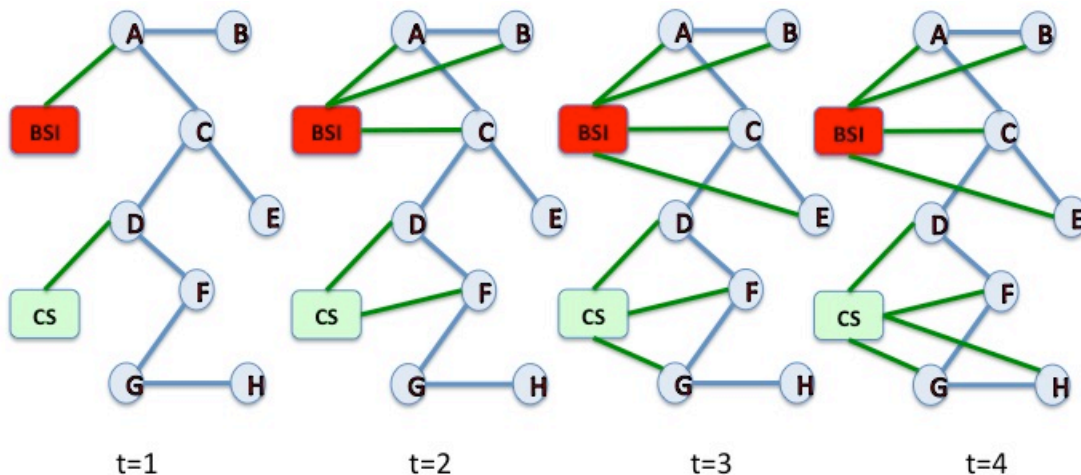 A B A B A B A B
BSI BSI BSI BSI
C C C C
D E D E D E D E
F F F F
CS CS CS CS
G H G H G H G H
t=1 t=2 t=3 t=4